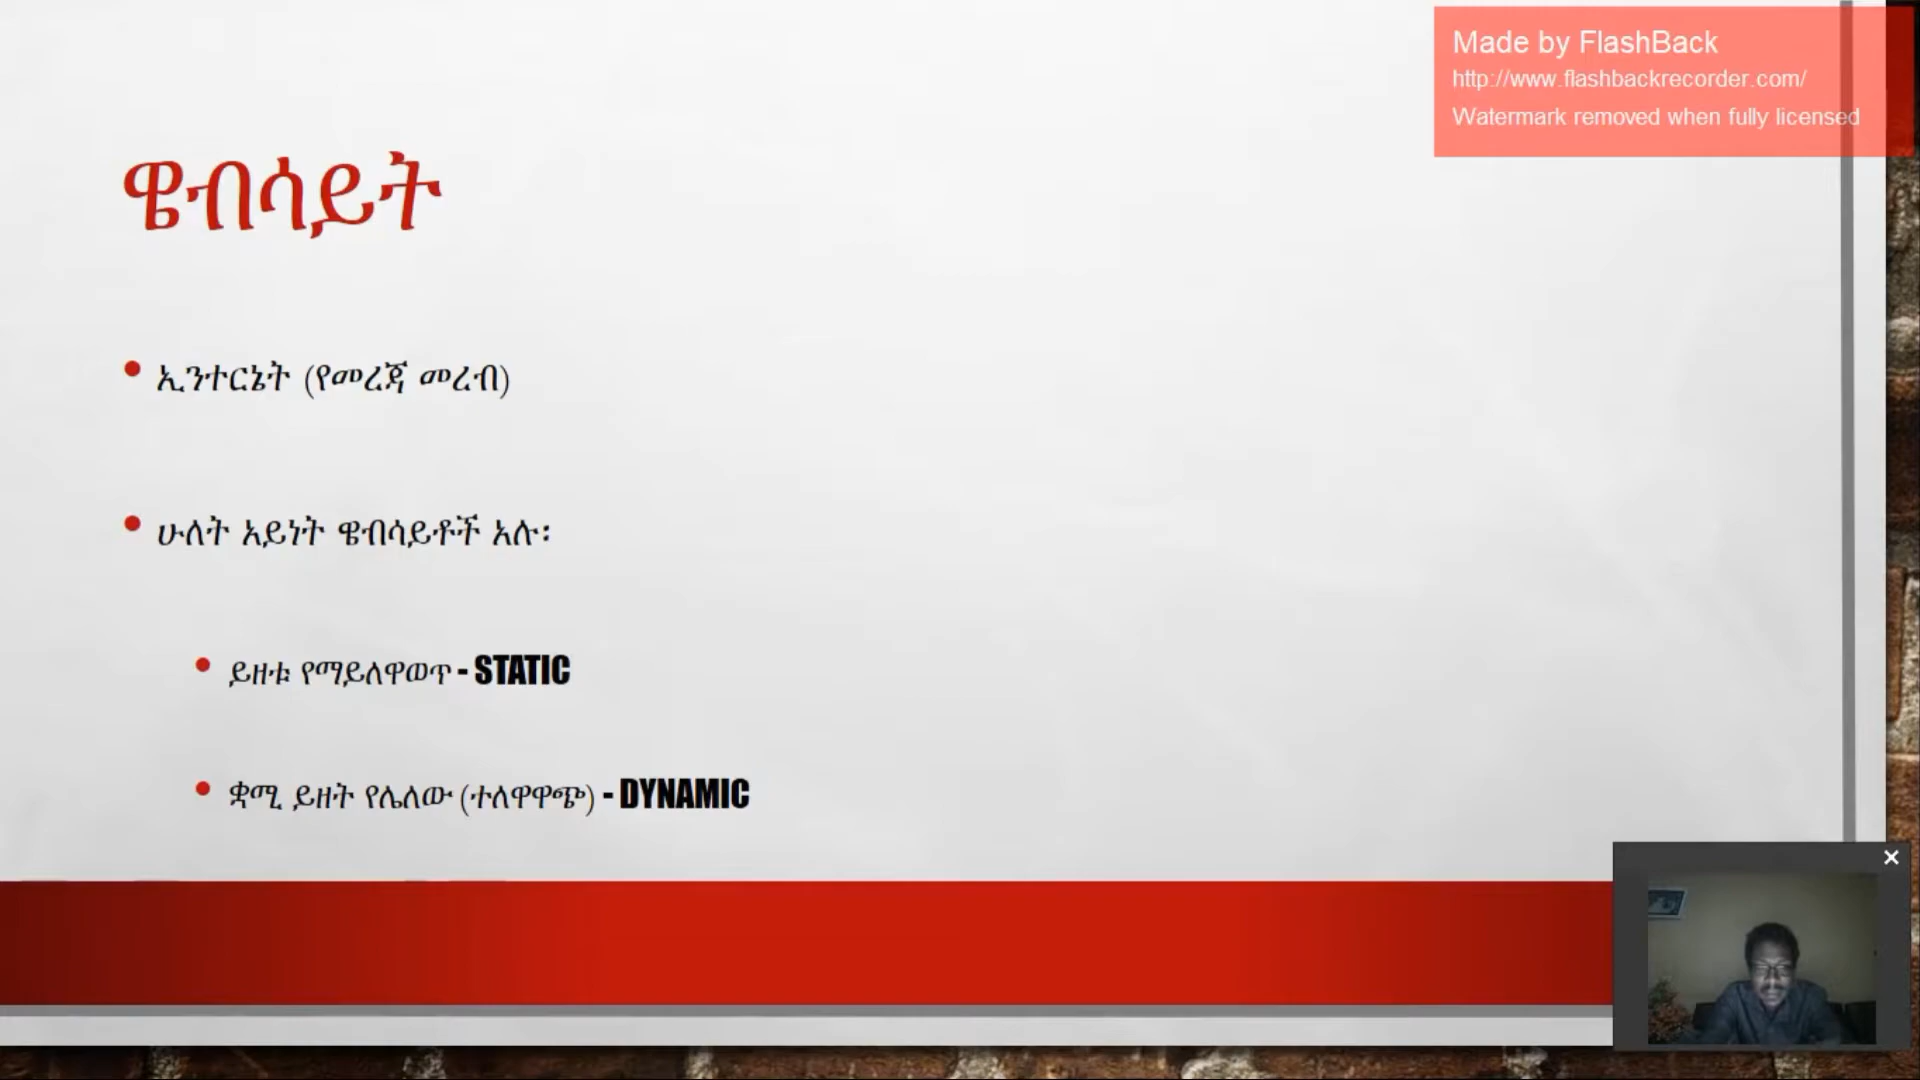 Made by FlashBack
http://www.flashbackrecorder.com/
Watermark removed when fully licensed
ዌብሳይት
ኢንተርኔት (የመረጃ መረብ)
ሁለት አይነት ዌብሳይቶች አሉ፡
ይዘቱ የማይለዋወጥ - STATIC
ቋሚ ይዘት የሌለው (ተለዋዋጭ) - DYNAMIC